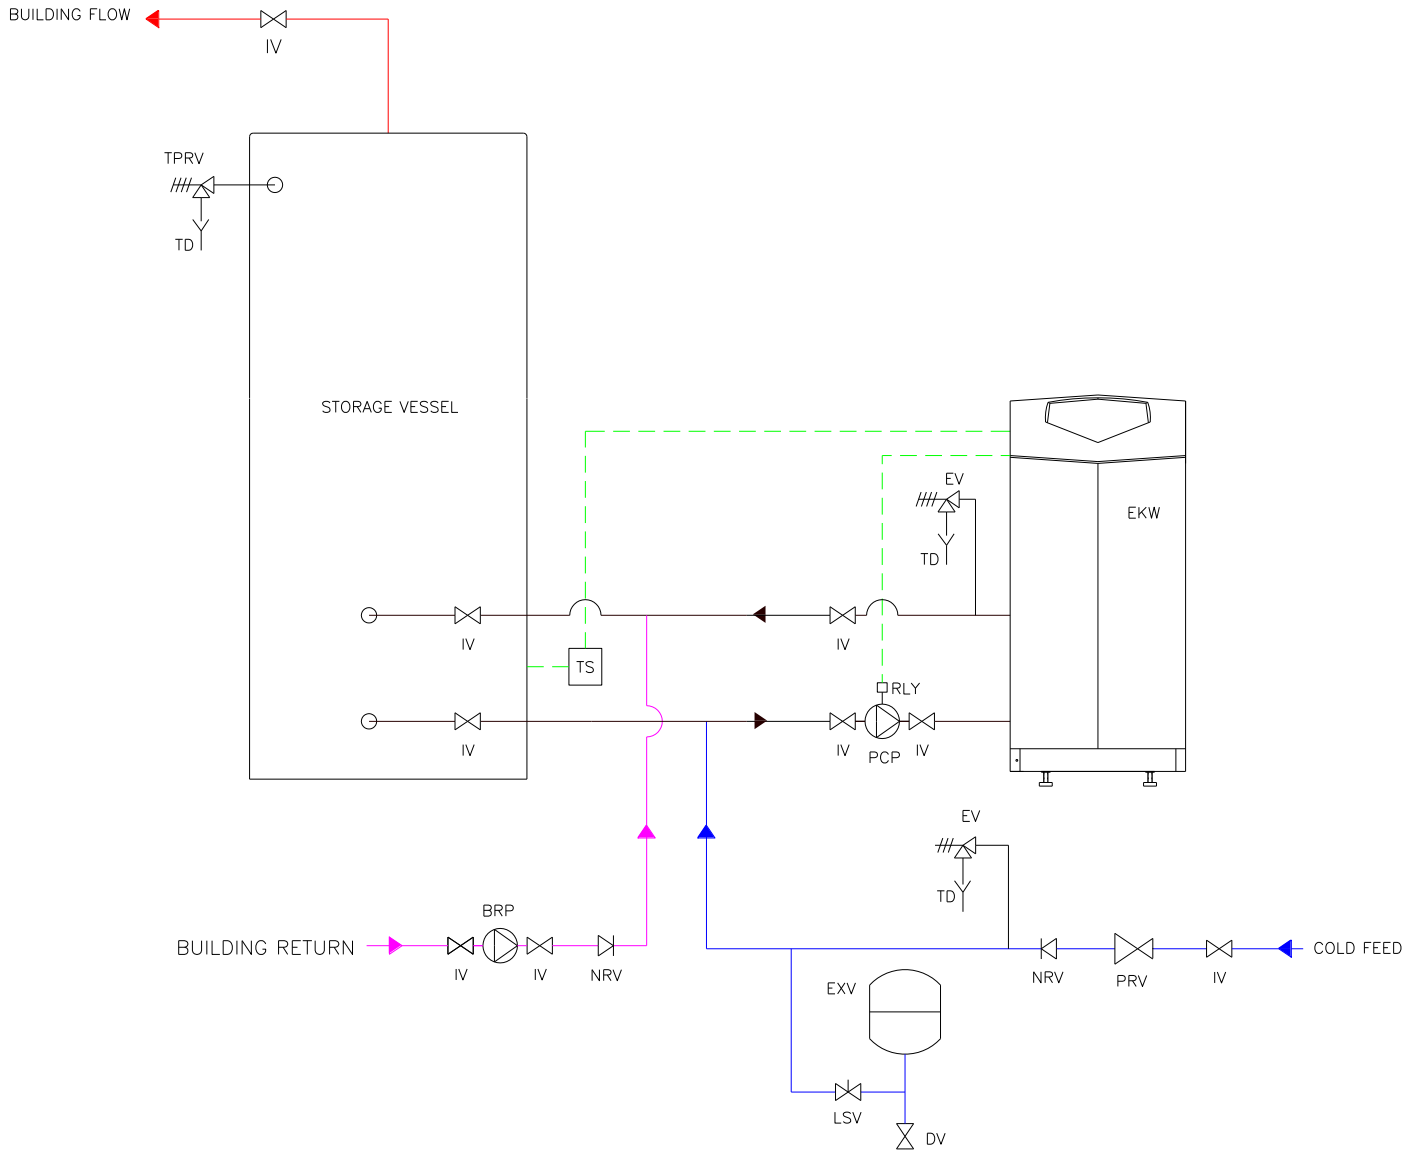 BUILDING FLOW
IV
TPRV
TD
STORAGE VESSEL
EV
EKW
TD
IV
IV
TS
RLY
IV
IV
PCP
IV
EV
TD
BRP
BUILDING RETURN
IV
IV
NRV
COLD FEED
NRV
PRV
IV
EXV
LSV
DV